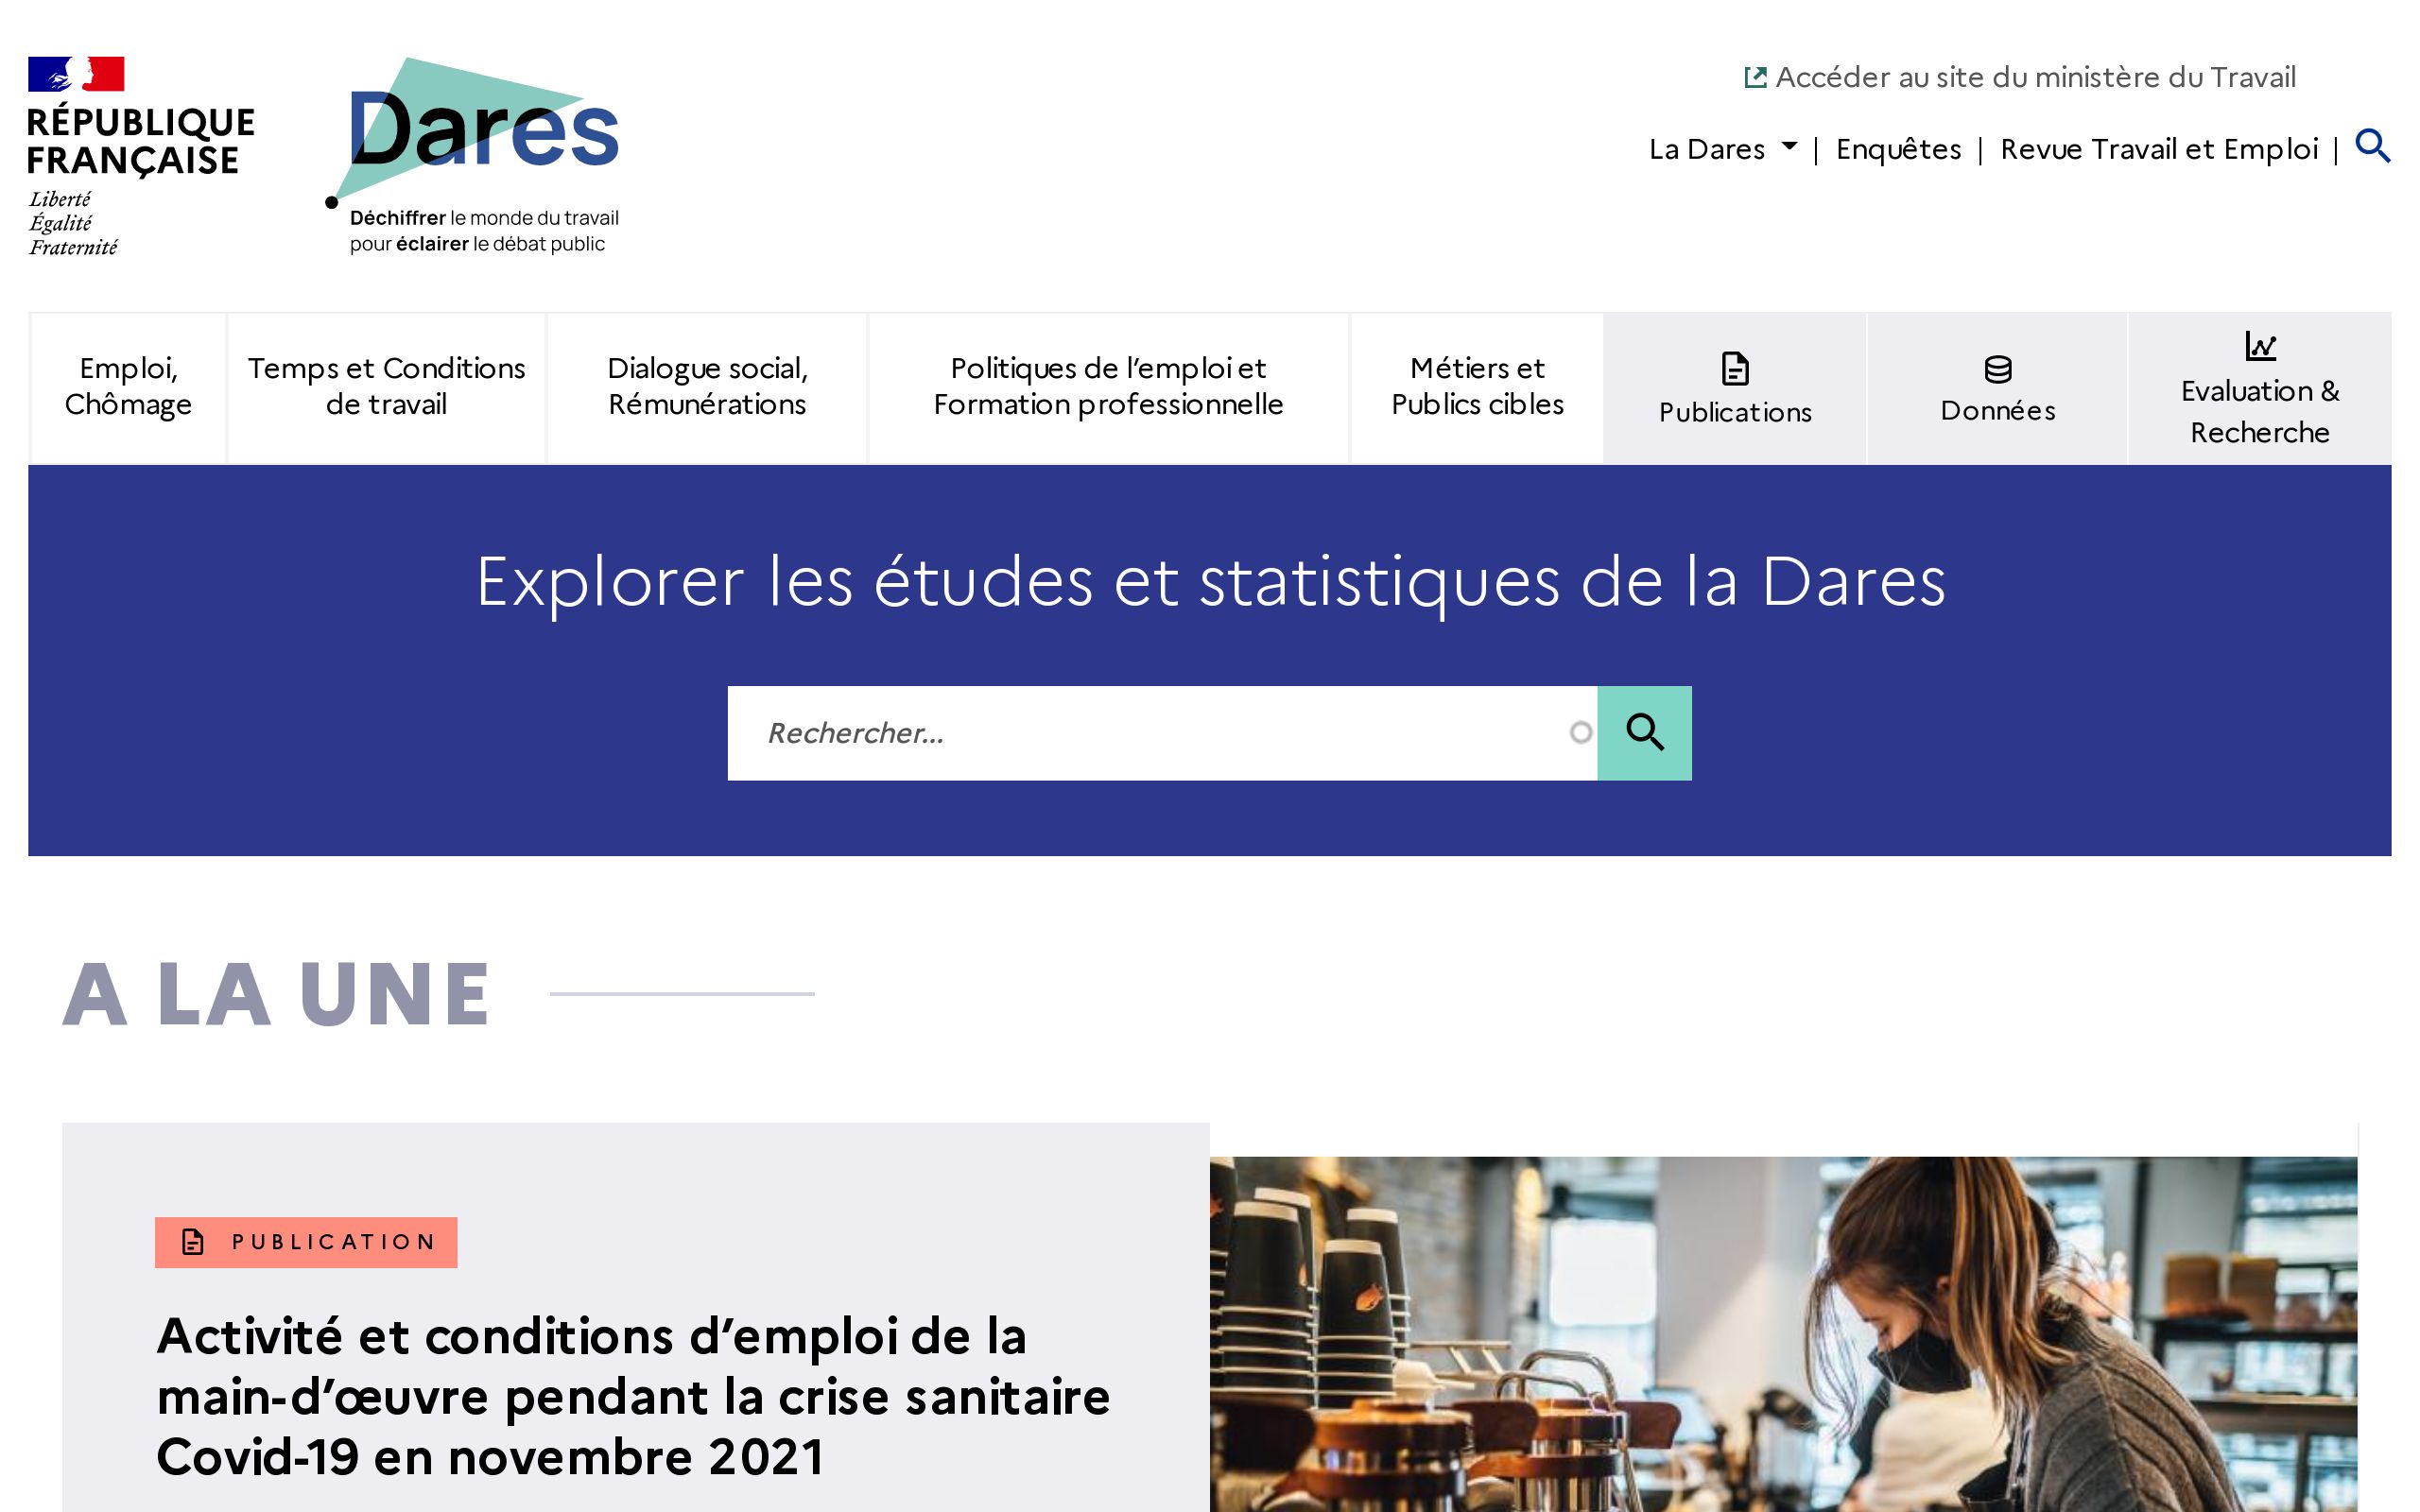 RÉPUBLIQUE
FRANÇAISE
Liberté
Égalité
Fraternité
Dares
Déchiffrer le monde du travail
pour éclairer le débat public
Accéder au site du ministère du Travail
La Dares | Enquêtes | Revue Travail et Emploi |
Emploi,
Chômage
Temps et Conditions
de travail
Dialogue social,
Rémunérations
Politiques de l’emploi et
Formation professionnelle
Métiers et
Publics cibles
Publications
Données
Evaluation &
Recherche
Explorer les études et statistiques de la Dares
Rechercher...
A LA UNE
PUBLICATION
Activité et conditions d’emploi de la
main-d’œuvre pendant la crise sanitaire
Covid-19 en novembre 2021